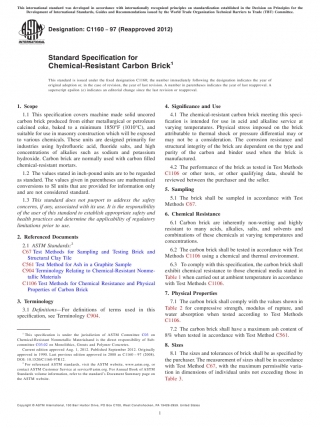 This international standard was developed in accordance with internationally recognized principles on standardization established in the Decision on Principles for the
Development of International Standards, Guides and Recommendations issued by the World Trade Organization Technical Barriers to Trade (TBT) Committee.
Designation: C1160 − 97 (Reapproved 2012)
Standard Specification for
Chemical-Resistant Carbon Brick¹
This standard is issued under the fixed designation C1160; the number immediately following the designation indicates the year of
original adoption or, in the case of revision, the year of last revision. A number in parentheses indicates the year of last reapproval. A
superscript epsilon (ε) indicates an editorial change since the last revision or reapproval.
1. Scope
1.1 This specification covers machine made solid uncored
carbon brick produced from either metallurgical or petroleum
calcined coke, baked to a minimum 1850°F (1010°C), and
suitable for use in masonry construction which will be exposed
to various chemicals. These units are designed primarily for
industries using hydrofluoric acid, fluoride salts, and high
concentrations of alkalies such as sodium and potassium
hydroxide. Carbon brick are normally used with carbon filled
chemical-resistant mortars.
1.2 The values stated in inch-pound units are to be regarded
as standard. The values given in parentheses are mathematical
conversions to SI units that are provided for information only
and are not considered standard.
1.3 This standard does not purport to address the safety
concerns, if any, associated with its use. It is the responsibility
of the user of this standard to establish appropriate safety and
health practices and determine the applicability of regulatory
limitations prior to use.
2. Referenced Documents
2.1 ASTM Standards:²
C67 Test Methods for Sampling and Testing Brick and
Structural Clay Tile
C561 Test Method for Ash in a Graphite Sample
C904 Terminology Relating to Chemical-Resistant Nonme-
tallic Materials
C1106 Test Methods for Chemical Resistance and Physical
Properties of Carbon Brick
3. Terminology
3.1 Definitions—For definitions of terms used in this
specification, see Terminology C904.
¹ This specification is under the jurisdiction of ASTM Committee C03 on
Chemical-Resistant Nonmetallic Materials and is the direct responsibility of Sub-
committee
Current edition approved Aug. 1, 2012. Published September 2012. Originally
approved in 1990. Last previous edition approved in 2008 as C1160 – 97 (2008).
DOI: 10.1520/C1160-97R12.
² For referenced ASTM standards, visit the ASTM website, www.astm.org, or
contact ASTM Customer Service at service@astm.org. For Annual Book of ASTM
Standards volume information, refer to the standard's Document Summary page on
the ASTM website.
4. Significance and Use
4.1 The chemical-resistant carbon brick meeting this speci-
fication is intended for use in acid and alkaline service at
varying temperatures. Physical stress imposed on the brick
attributable to thermal shock or pressure differential may or
may not be a consideration. The corrosion resistance and
structural integrity of the brick are dependent on the type and
purity of the carbon and binder used when the brick is
manufactured.
4.2 The performance of the brick as tested in Test Methods
C1106 or other tests, or other qualifying data, should be
reviewed between the purchaser and the seller.
5. Sampling
5.1 The brick shall be sampled in accordance with Test
Methods C67.
6. Chemical Resistance
6.1 Carbon brick are inherently non-wetting and highly
resistant to many acids, alkalies, salts, and solvents and
combinations of these chemicals at varying temperatures and
concentrations.
6.2 The carbon brick shall be tested in accordance with Test
Methods C1106 using a chemical and thermal environment.
6.3 To comply with this specification, the carbon brick shall
exhibit chemical resistance to those chemical media stated in
Table 1 when carried out at ambient temperature in accordance
with Test Methods C1106.
7. Physical Properties
7.1 The carbon brick shall comply with the values shown in
Table 2 for compressive strength, modulus of rupture, and
water absorption when tested according to Test Methods
C1106.
7.2 The carbon brick shall have a maximum ash content of
8% when tested in accordance with Test Method C561.
8. Sizes
8.1 The sizes and tolerances of brick shall be as specified by
the purchaser. The measurement of sizes shall be in accordance
with Test Method C67, with the maximum permissible varia-
tion in dimensions of individual units not exceeding those in
Table 3.
Copyright © ASTM International, 100 Barr Harbor Drive, PO Box C700, West Conshohocken, PA 19428-2959. United States
1